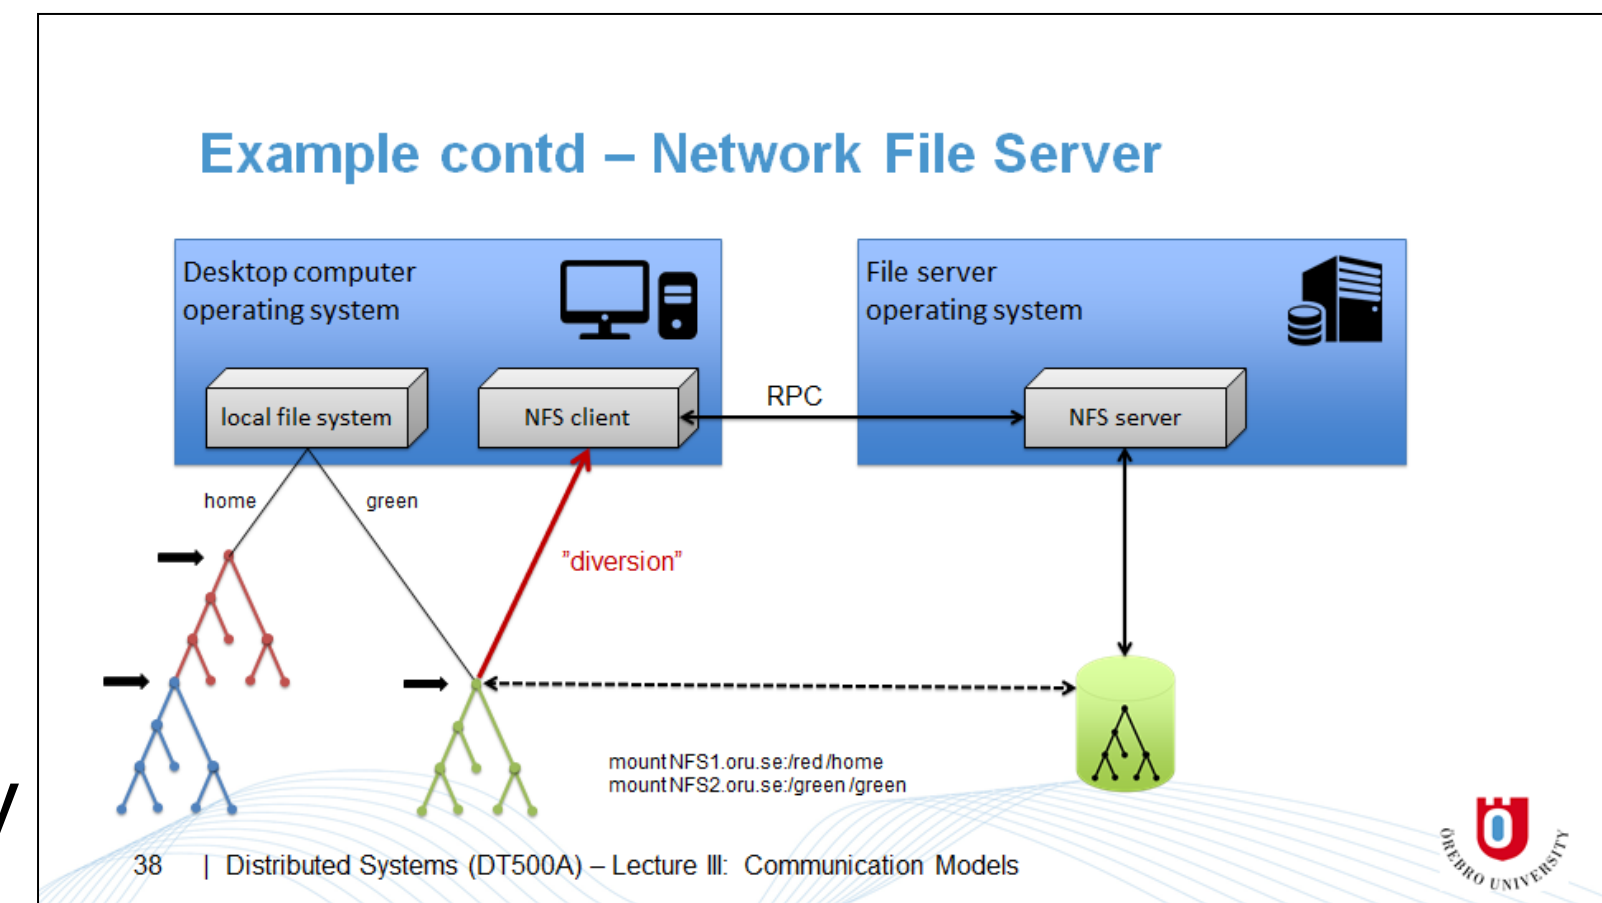 Example contd – Network File Server
Desktop computer
operating system
File server
operating system
local file system
NFS client
RPC
NFS server
home
green
"diversion"
mount NFS1.oru.se:/red /home
mount NFS2.oru.se:/green /green
y
38 | Distributed Systems (DT500A) – Lecture III: Communication Models
ÖREBRO UNIVERSITY